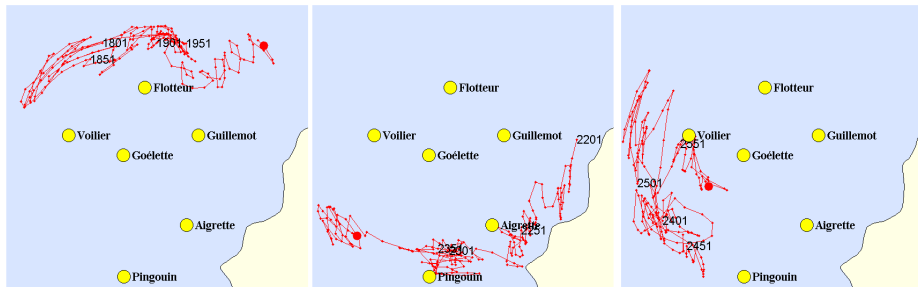 1801
1901
1951
1851
Flotteur
Voilier
Guillemot
Goélette
Aigrette
Pingouin
Flotteur
Voilier
Guillemot
2201
Goélette
Aigrette
2251
2301
Pingouin
Flotteur
Voilier
Guillemot
2551
Goélette
2501
2401
Aigrette
2451
Pingouin